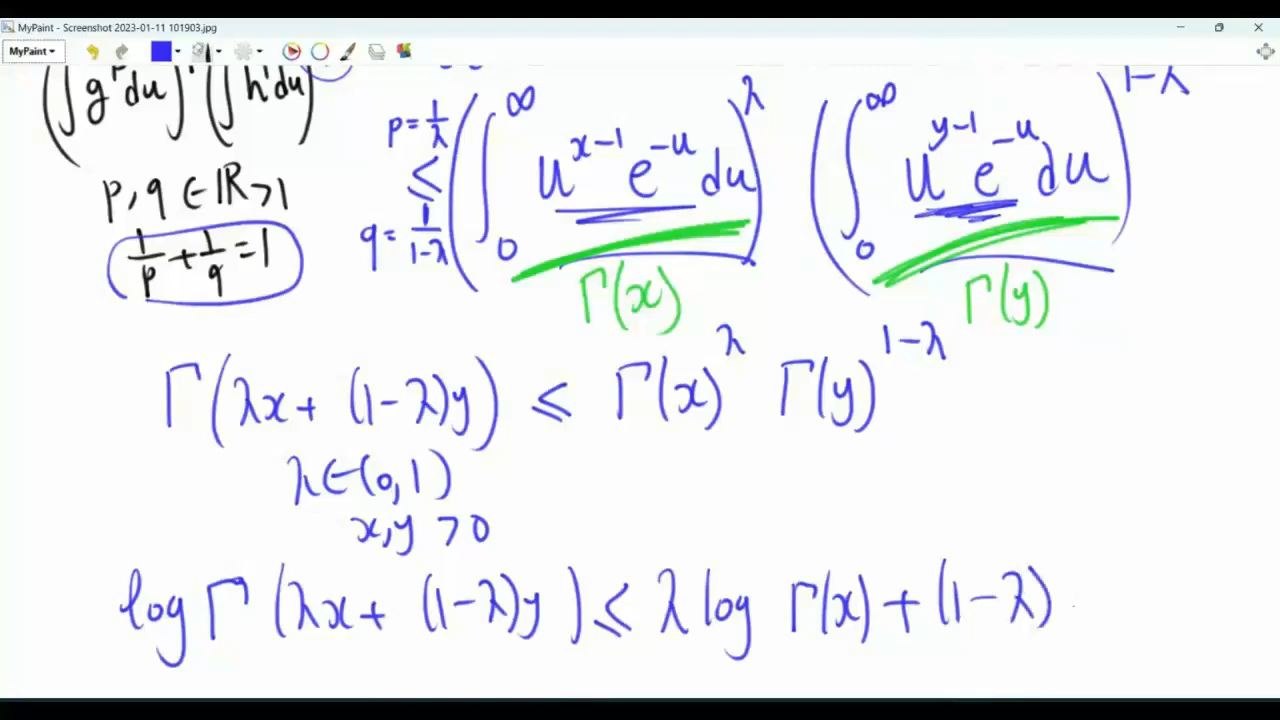 MyPaint - Screenshot 2023-01-11 101903.jpg
MyPaint
(∫g^p du)  (∫h  du)
p = 1/λ ≤ q = 1/(1-λ) (∫_0^∞ u^{x-1} e^{-u} du)^λ (∫_0^∞ u^{y-1} e^{-u} du)^{1-λ}
p, q ∈ ℝ > 1
1/p + 1/q = 1
Γ(x) Γ(y)
Γ(λx + (1-λ)y) ≤ Γ(x)^λ Γ(y)^{1-λ}
λ ∈ (0, 1)
x, y > 0
log Γ(λx + (1-λ)y) ≤ λ log Γ(x) + (1-λ)